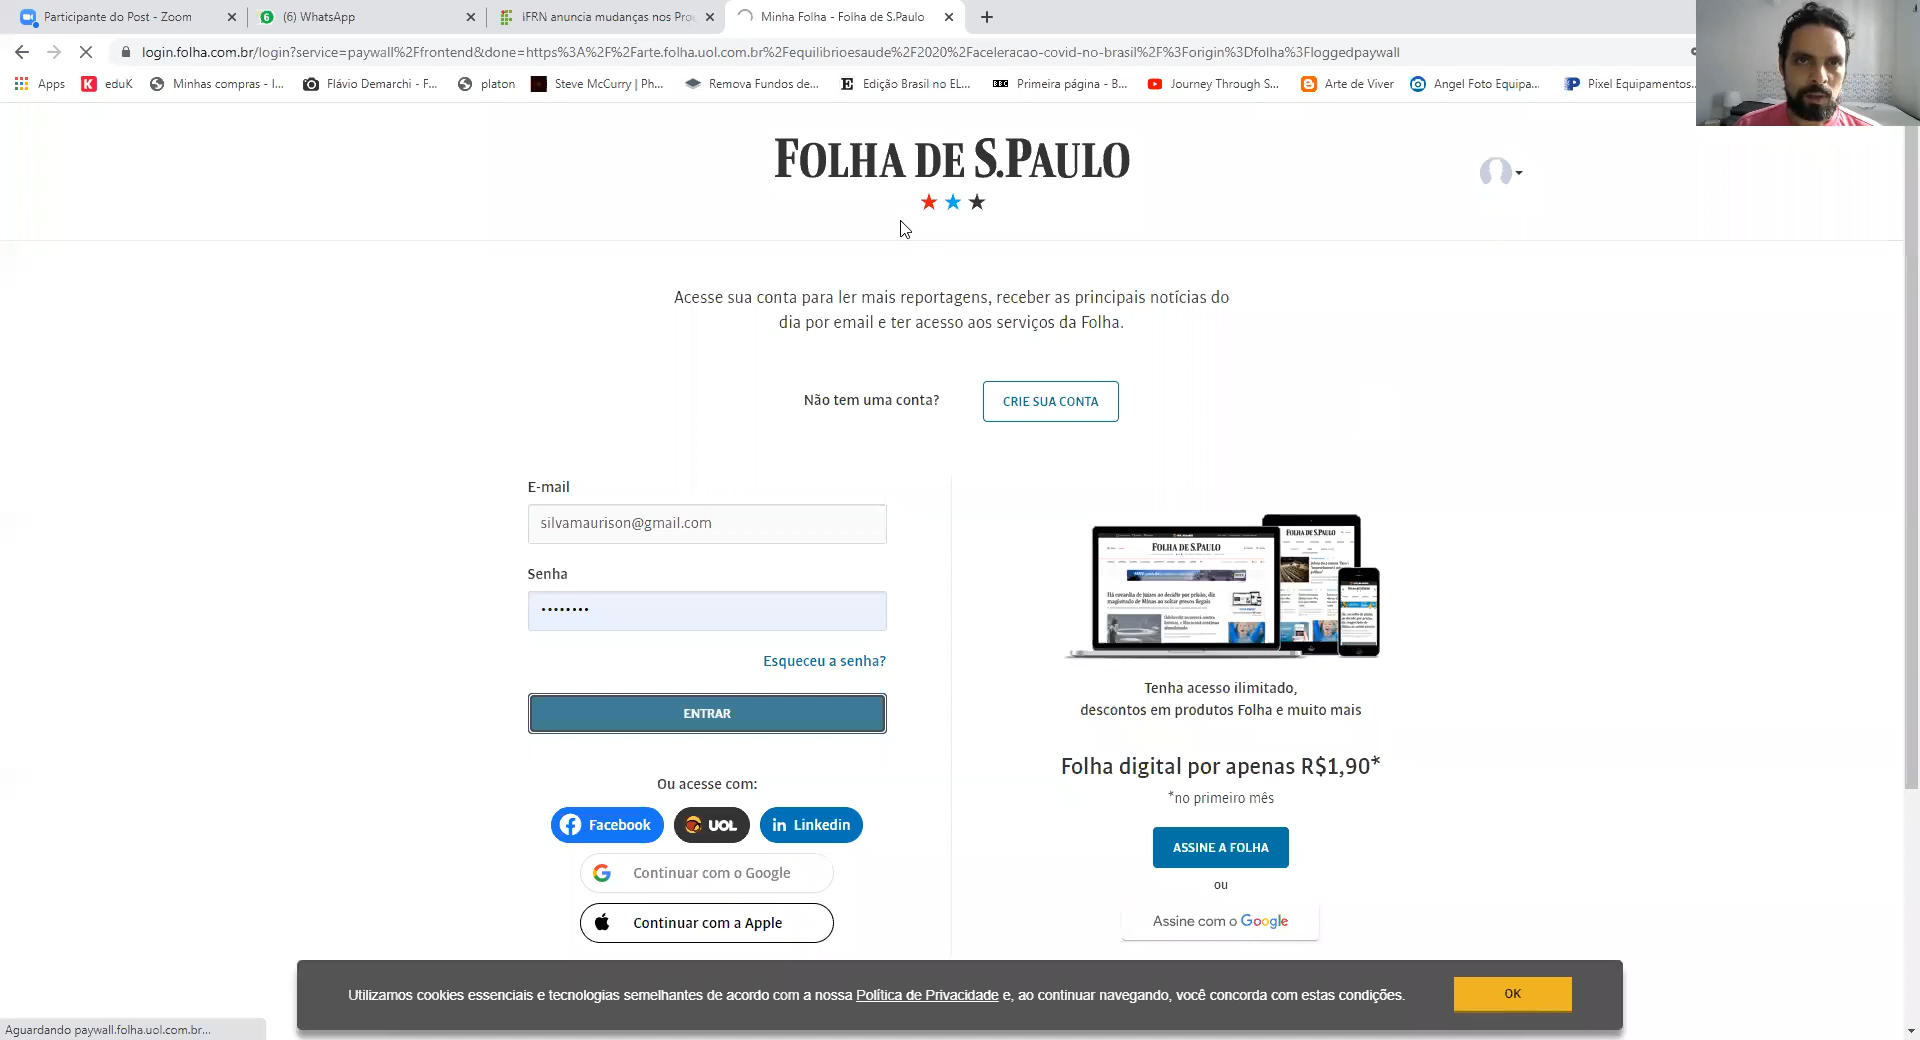 Participante do Post - Zoom
(6) WhatsApp
IFRN anuncia mudanças nos Pro
Minha Folha - Folha de S.Paulo
login.folha.com.br/login?service=paywall%2Ffrontend&done=https%3A%2F%2Farte.folha.uol.com.br%2Fequilibrioesaude%2F2020%2Faceleracao-covid-no-brasil%2F%3Forigin%3Dfolha%3Floggedpaywall
Apps
eduK
Minhas compras - I...
Flávio Demarchi - F...
platon
Steve McCurry | Ph...
Remova Fundos de...
Edição Brasil no EL...
BBC
Primeira página - B...
Journey Through S...
Arte de Viver
Angel Foto Equipa...
Pixel Equipamentos...
FOLHA DE S.PAULO
Acesse sua conta para ler mais reportagens, receber as principais notícias do
dia por email e ter acesso aos serviços da Folha.
Não tem uma conta?
CRIE SUA CONTA
E-mail
silvamaurison@gmail.com
Senha
••••••••
Esqueceu a senha?
ENTRAR
Ou acesse com:
Facebook
UOL
in Linkedin
Continuar com o Google
Continuar com a Apple
FOLHA DE S.PAULO
FOLHA DE S.PAULO
Tenha acesso ilimitado,
descontos em produtos Folha e muito mais
Folha digital por apenas R$1,90*
*no primeiro mês
ASSINE A FOLHA
ou
Assine com o Google
Utilizamos cookies essenciais e tecnologias semelhantes de acordo com a nossa Política de Privacidade e, ao continuar navegando, você concorda com estas condições.
OK
Aguardando paywall.folha.uol.com.br...